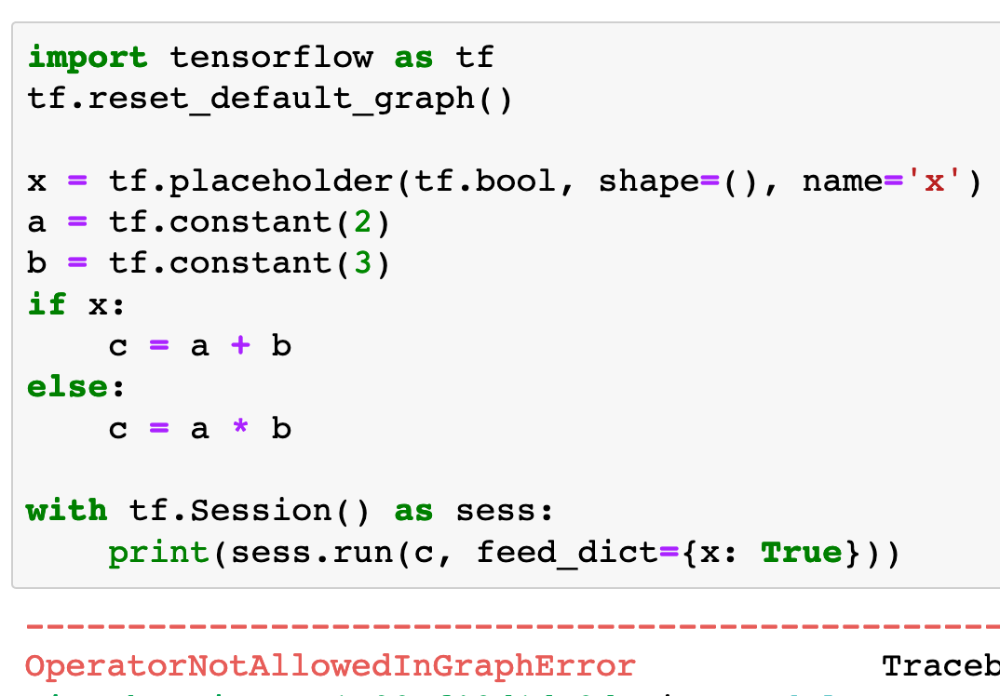 import tensorflow as tf
tf.reset_default_graph()
x = tf.placeholder(tf.bool, shape=(), name='x')
a = tf.constant(2)
b = tf.constant(3)
if x:
    c = a + b
else:
    c = a * b
with tf.Session() as sess:
    print(sess.run(c, feed_dict={x: True}))
--------------------------------------------------
OperatorNotAllowedInGraphError            Traceb